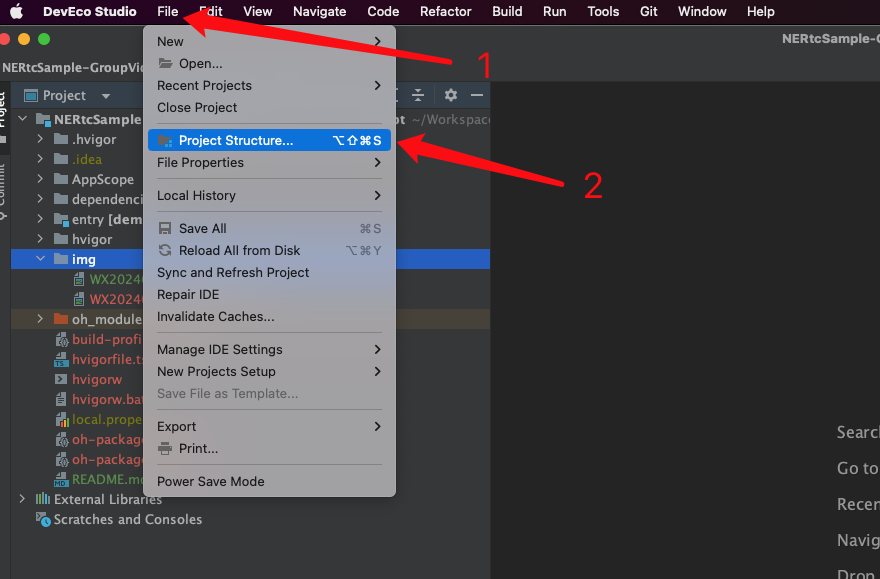 DevEco Studio File Edit View Navigate Code Refactor Build Run Tools Git Window Help
1
NERtcSample-G
NERtcSample-GroupVi
Project
Project
New
Open...
Recent Projects
Close Project
Project Structure... ⌥⇧⌘S
2
File Properties
Local History
Save All ⌘S
Reload All from Disk ⌥⌘Y
Sync and Refresh Project
Repair IDE
Invalidate Caches...
Manage IDE Settings
New Projects Setup
Save File as Template...
Export
Print...
Power Save Mode
NERtcSample
~/Workspace
.hvigor
.idea
AppScope
dependenci
entry [dem
hvigor
img
WX2024
WX2024
oh_module
build-profi
hvigorfile.ts
hvigorw
hvigorw.bat
local.prope
oh-package
oh-package
README.md
External Libraries
Scratches and Consoles
Commit
Search
Go to
Recen
Navig
Drop